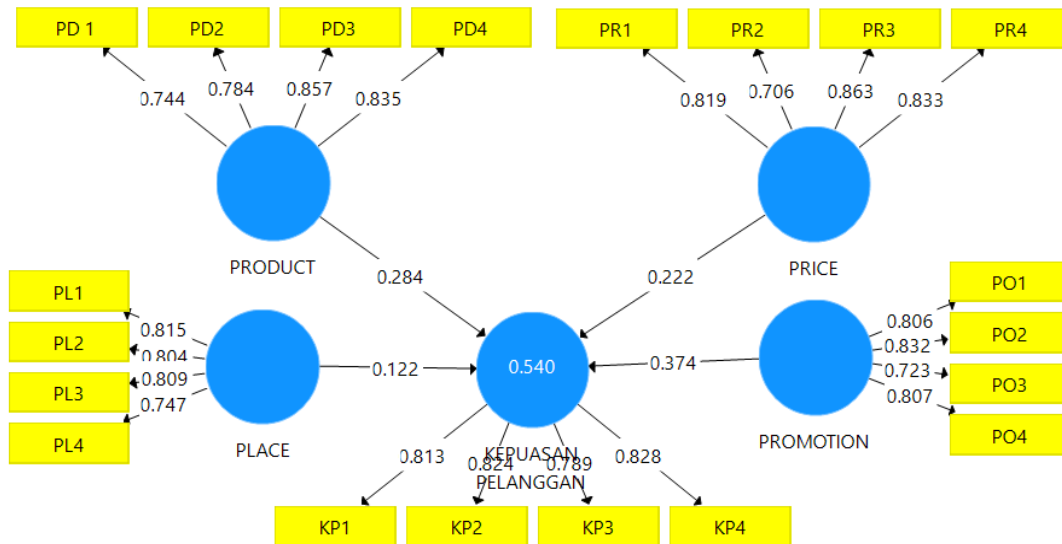 PD 1
PD2
PD3
PD4
PR1
PR2
PR3
PR4
0.744
0.784
0.857
0.835
0.819
0.706
0.863
0.833
PRODUCT
PRICE
0.284
0.222
PL1
PL2
PL3
PL4
0.815
0.804
0.809
0.747
PLACE
0.122
0.540
0.374
PO1
PO2
PO3
PO4
0.806
0.832
0.723
0.807
PROMOTION
KEPUASAN
PELANGGAN
0.813
0.824
0.789
0.828
KP1
KP2
KP3
KP4